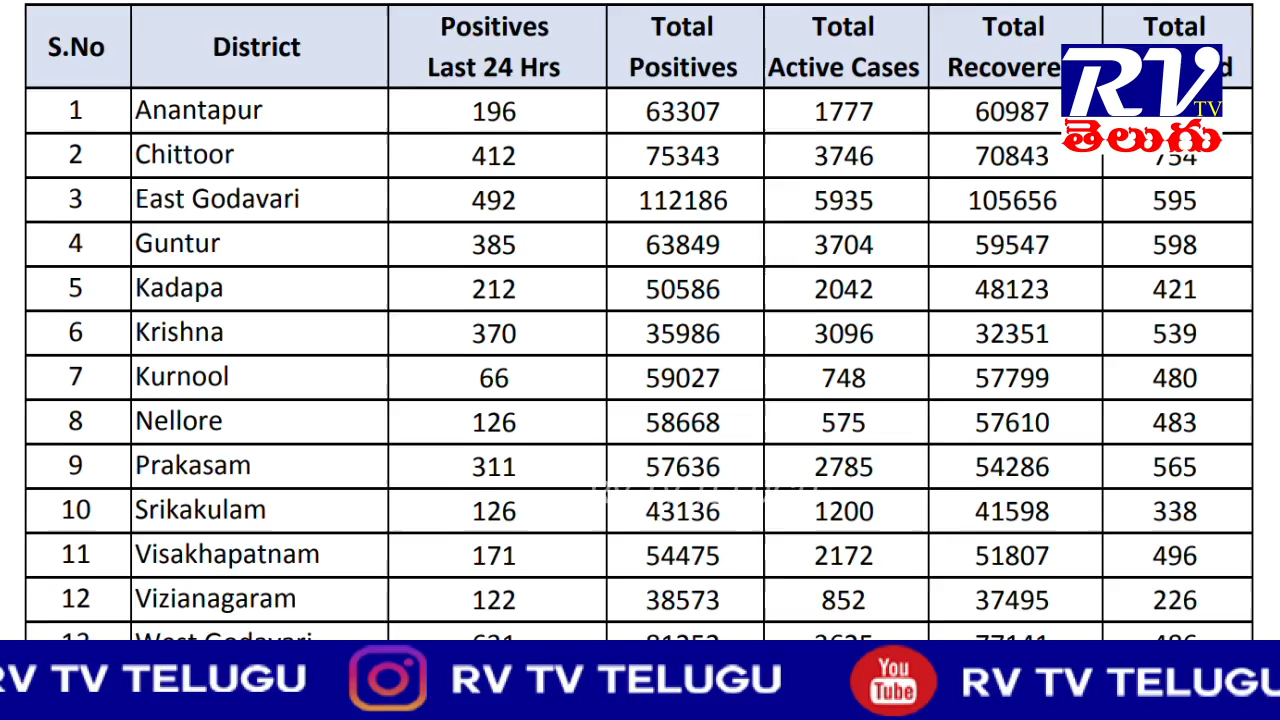 S.No District Positives Last 24 Hrs Total Positives Total Active Cases Total Recovere Total d
1 Anantapur 196 63307 1777 60987
2 Chittoor 412 75343 3746 70843 754
3 East Godavari 492 112186 5935 105656 595
4 Guntur 385 63849 3704 59547 598
5 Kadapa 212 50586 2042 48123 421
6 Krishna 370 35986 3096 32351 539
7 Kurnool 66 59027 748 57799 480
8 Nellore 126 58668 575 57610 483
9 Prakasam 311 57636 2785 54286 565
10 Srikakulam 126 43136 1200 41598 338
11 Visakhapatnam 171 54475 2172 51807 496
12 Vizianagaram 122 38573 852 37495 226
13 West Godavari
RV TV
తెలుగు
RV TV TELUGU RV TV TELUGU You Tube RV TV TELUGU